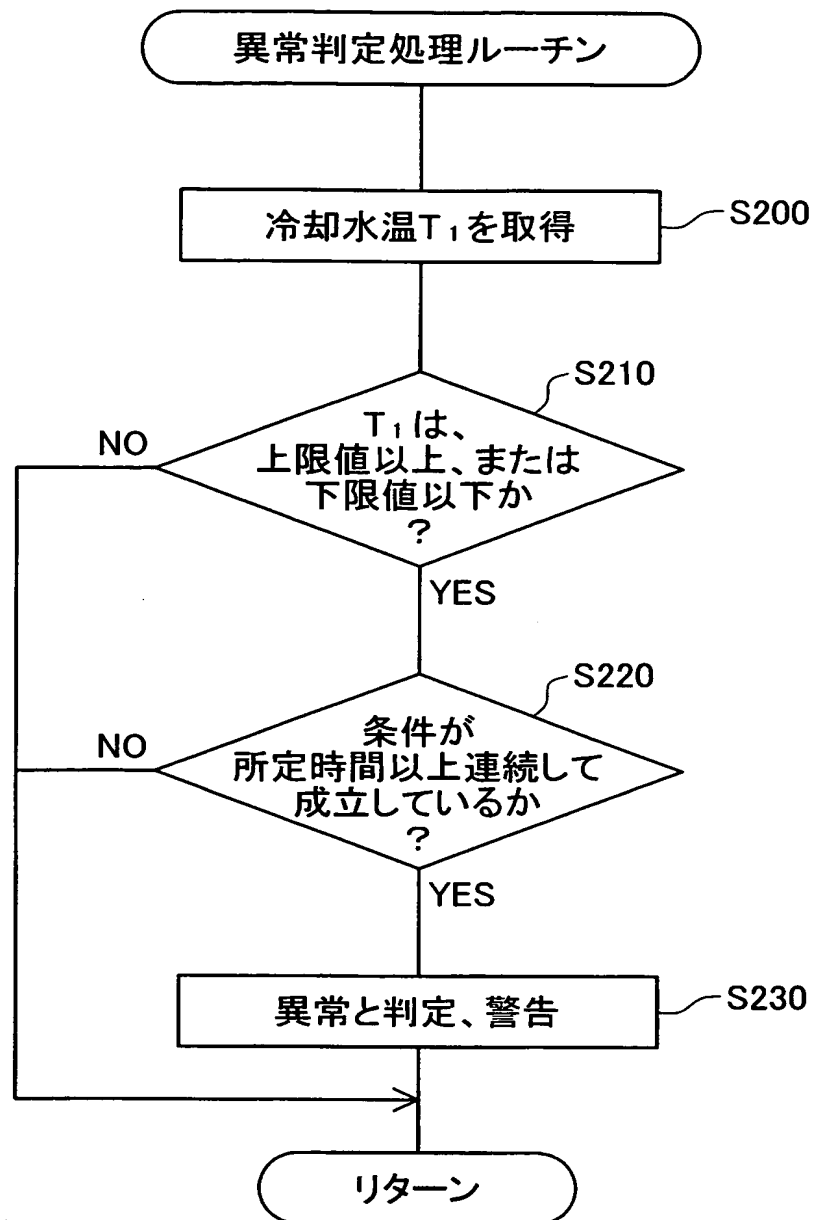 異常判定処理ルーチン
冷却水温T₁を取得
S200
S210
T₁は、
上限値以上、または
下限値以下か
？
NO
YES
S220
条件が
所定時間以上連続して
成立しているか
？
NO
YES
異常と判定、警告
S230
リターン